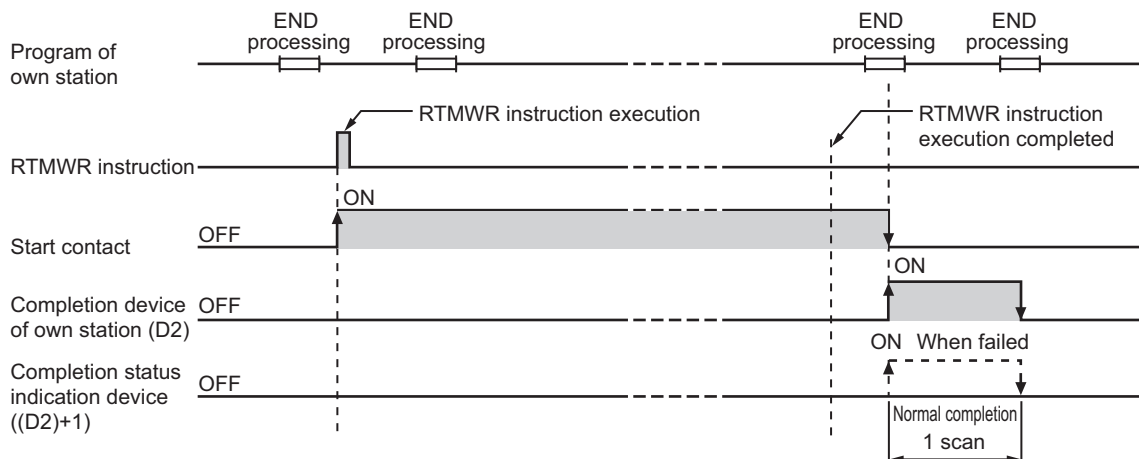 END
processing
END
processing
END
processing
END
processing
Program of
own station
RTMWR instruction execution
RTMWR instruction
execution completed
RTMWR instruction
ON
Start contact
OFF
ON
Completion device
of own station (D2)
OFF
ON When failed
Completion status
indication device
((D2)+1)
OFF
Normal completion
1 scan